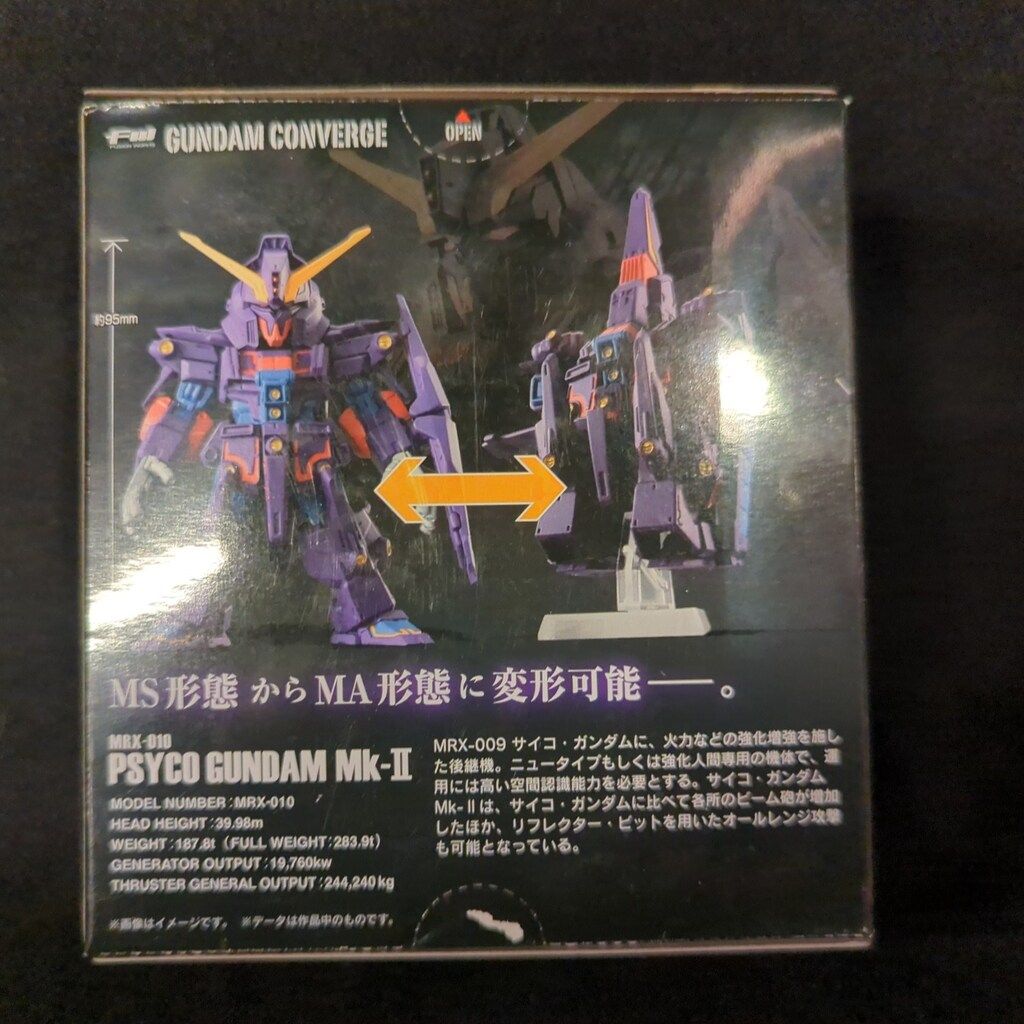 FW GUNDAM CONVERGE
FUSION WORKS
OPEN
約95mm
MS形態からMA形態に変形可能──。
MRX-010
PSYCO GUNDAM Mk-II
MODEL NUMBER：MRX-010
HEAD HEIGHT：39.98m
WEIGHT：187.8t（FULL WEIGHT：283.9t）
GENERATOR OUTPUT：19,760kw
THRUSTER GENERAL OUTPUT：244,240kg
MRX-009 サイコ・ガンダムに、火力などの強化増強を施し
た後継機。ニュータイプもしくは強化人間専用の機体で、運
用には高い空間認識能力を必要とする。サイコ・ガンダム
Mk-IIは、サイコ・ガンダムに比べて各所のビーム砲が増加
したほか、リフレクター・ビットを用いたオールレンジ攻撃
も可能となっている。
※画像はイメージです。 ※データは作品中のものです。